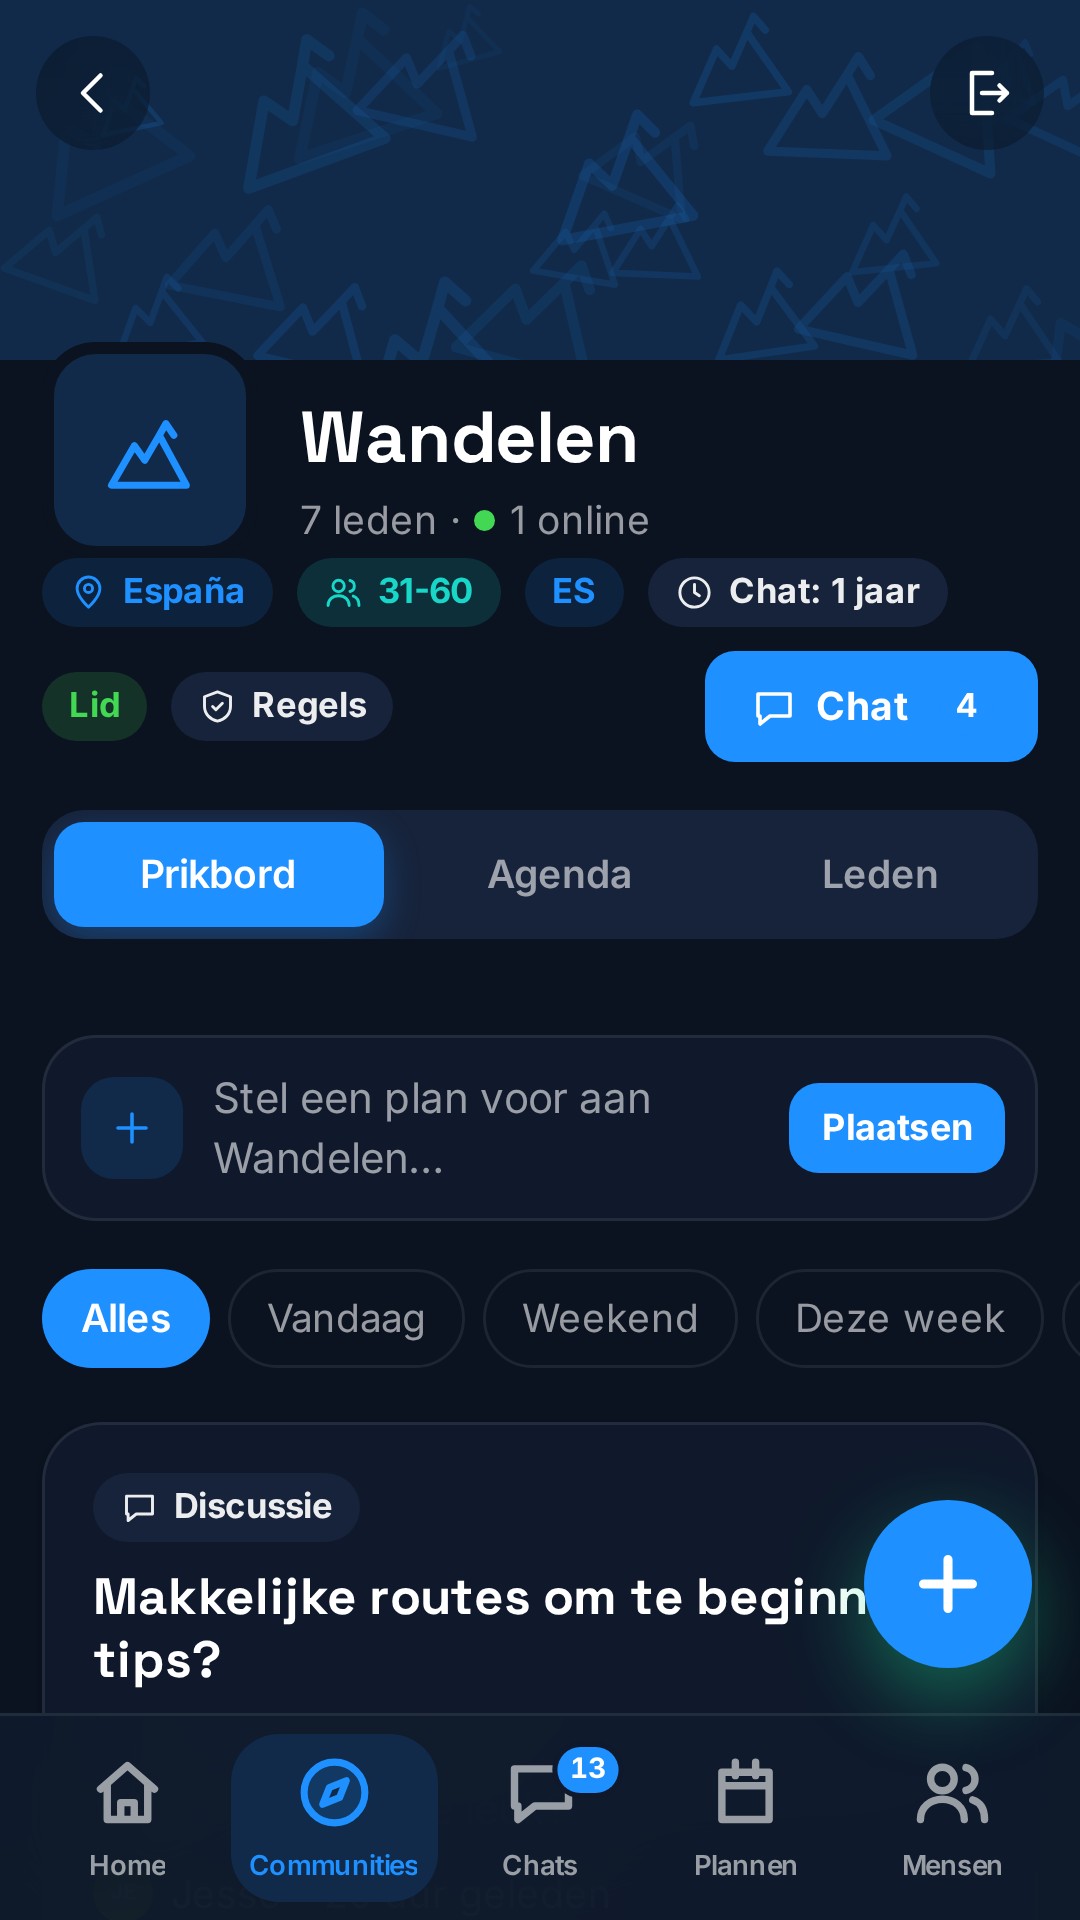 Wandelen
7 leden · 1 online
España 31-60 ES Chat: 1 jaar
Lid Regels Chat 4
Prikbord Agenda Leden
Stel een plan voor aan
Wandelen...
Plaatsen
Alles Vandaag Weekend Deze week
Discussie
Makkelijke routes om te beginn
tips?
13
Home Communities Chats Plannen Mensen
geleden